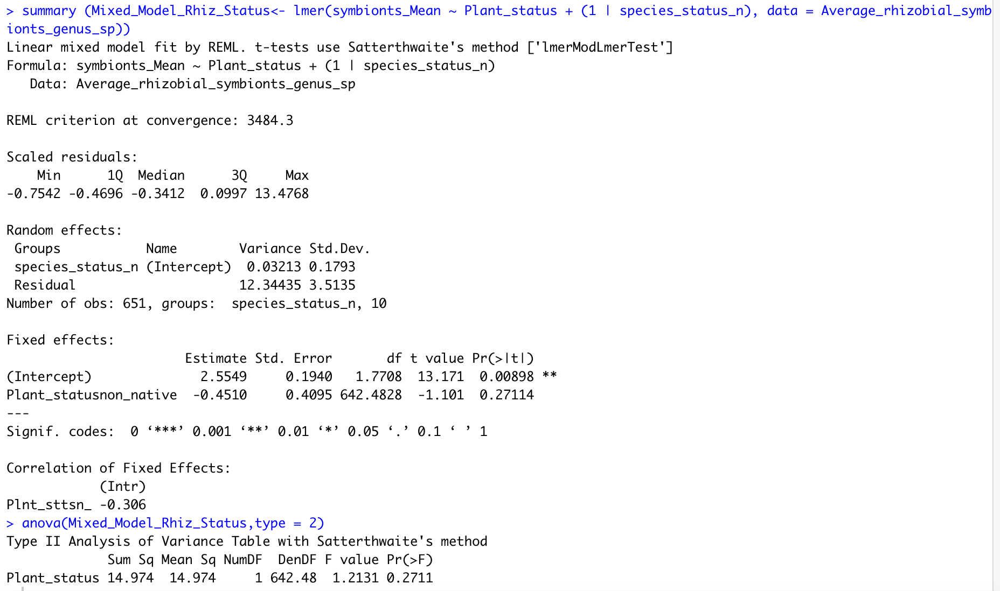 > summary (Mixed_Model_Rhiz_Status<- lmer(symbionts_Mean ~ Plant_status + (1 | species_status_n), data = Average_rhizobial_symb
ionts_genus_sp))
Linear mixed model fit by REML. t-tests use Satterthwaite's method ['lmerModLmerTest']
Formula: symbionts_Mean ~ Plant_status + (1 | species_status_n)
   Data: Average_rhizobial_symbionts_genus_sp

REML criterion at convergence: 3484.3

Scaled residuals:
    Min      1Q  Median      3Q     Max
-0.7542 -0.4696 -0.3412  0.0997 13.4768

Random effects:
 Groups           Name        Variance Std.Dev.
 species_status_n (Intercept)  0.03213 0.1793
 Residual                     12.34435 3.5135
Number of obs: 651, groups:  species_status_n, 10

Fixed effects:
                       Estimate Std. Error       df t value Pr(>|t|)
(Intercept)              2.5549     0.1940   1.7708  13.171  0.00898 **
Plant_statusnon_native  -0.4510     0.4095 642.4828  -1.101  0.27114
---
Signif. codes:  0 ‘***’ 0.001 ‘**’ 0.01 ‘*’ 0.05 ‘.’ 0.1 ‘ ’ 1

Correlation of Fixed Effects:
            (Intr)
Plnt_sttsn_ -0.306
> anova(Mixed_Model_Rhiz_Status,type = 2)
Type II Analysis of Variance Table with Satterthwaite's method
             Sum Sq Mean Sq NumDF  DenDF F value Pr(>F)
Plant_status 14.974  14.974     1 642.48  1.2131 0.2711